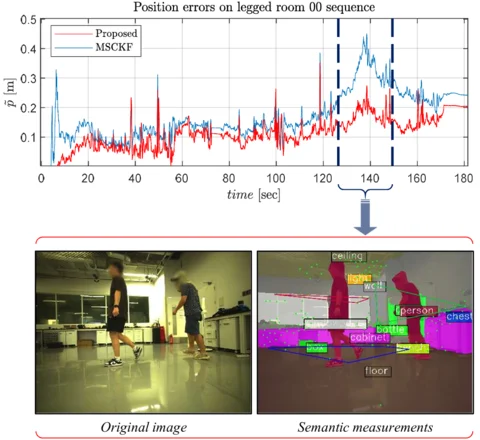 Position errors on legged room 00 sequence
Proposed
MSCKF
p̃ [m]
0.5
0.4
0.3
0.2
0.1
0 20 40 60 80 100 120 140 160 180
time [sec]
ceiling
light
wall
person
chest
bottle
cabinet
box
floor
Original image
Semantic measurements